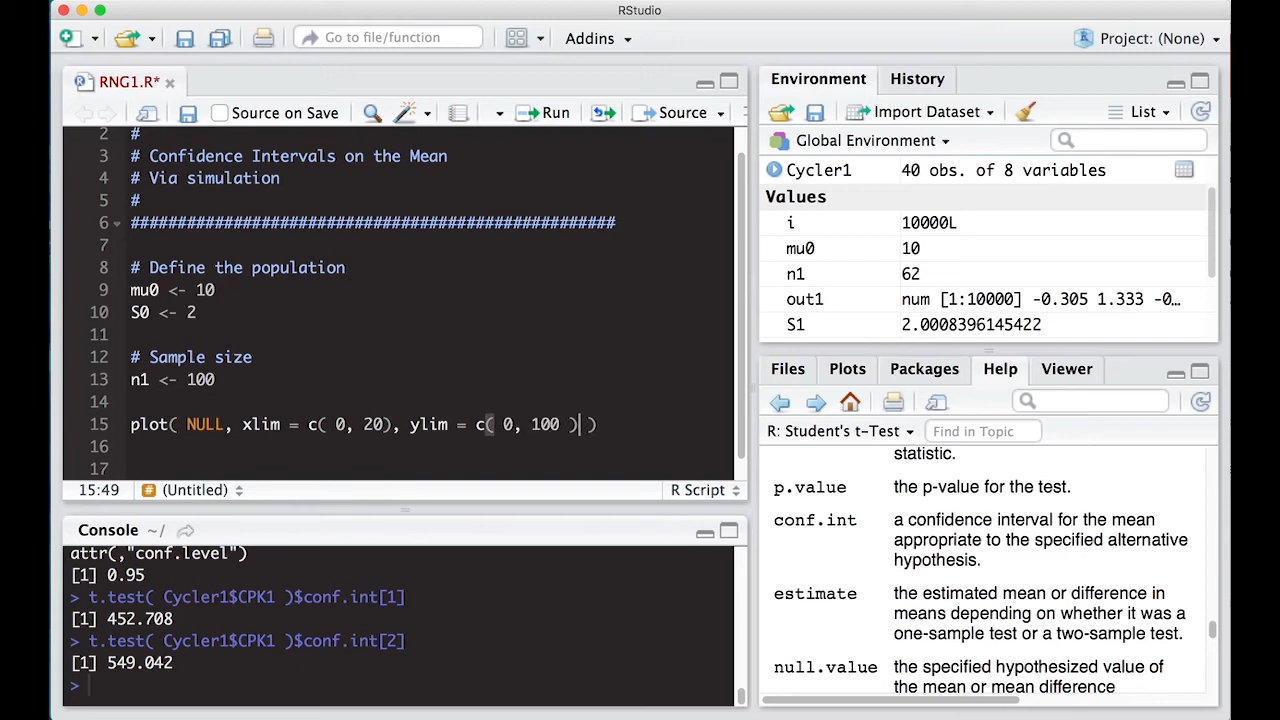 RStudio
Go to file/function
Addins
Project: (None)
RNG1.R*
Source on Save
Run
Source
2 #
3 # Confidence Intervals on the Mean
4 # Via simulation
5 #
6 ####################################################
7
8 # Define the population
9 mu0 <- 10
10 S0 <- 2
11
12 # Sample size
13 n1 <- 100
14
15 plot( NULL, xlim = c( 0, 20), ylim = c( 0, 100 ) )
16
17
15:49 # (Untitled) R Script
Console ~/
attr(,"conf.level")
[1] 0.95
> t.test( Cycler1$CPK1 )$conf.int[1]
[1] 452.708
> t.test( Cycler1$CPK1 )$conf.int[2]
[1] 549.042
>
Environment History
Import Dataset List
Global Environment
Cycler1 40 obs. of 8 variables
Values
i 10000L
mu0 10
n1 62
out1 num [1:10000] -0.305 1.333 -0…
S1 2.0008396145422
Files Plots Packages Help Viewer
R: Student's t-Test Find in Topic
statistic.
p.value the p-value for the test.
conf.int a confidence interval for the mean
appropriate to the specified alternative
hypothesis.
estimate the estimated mean or difference in
means depending on whether it was a
one-sample test or a two-sample test.
null.value the specified hypothesized value of
the mean or mean difference